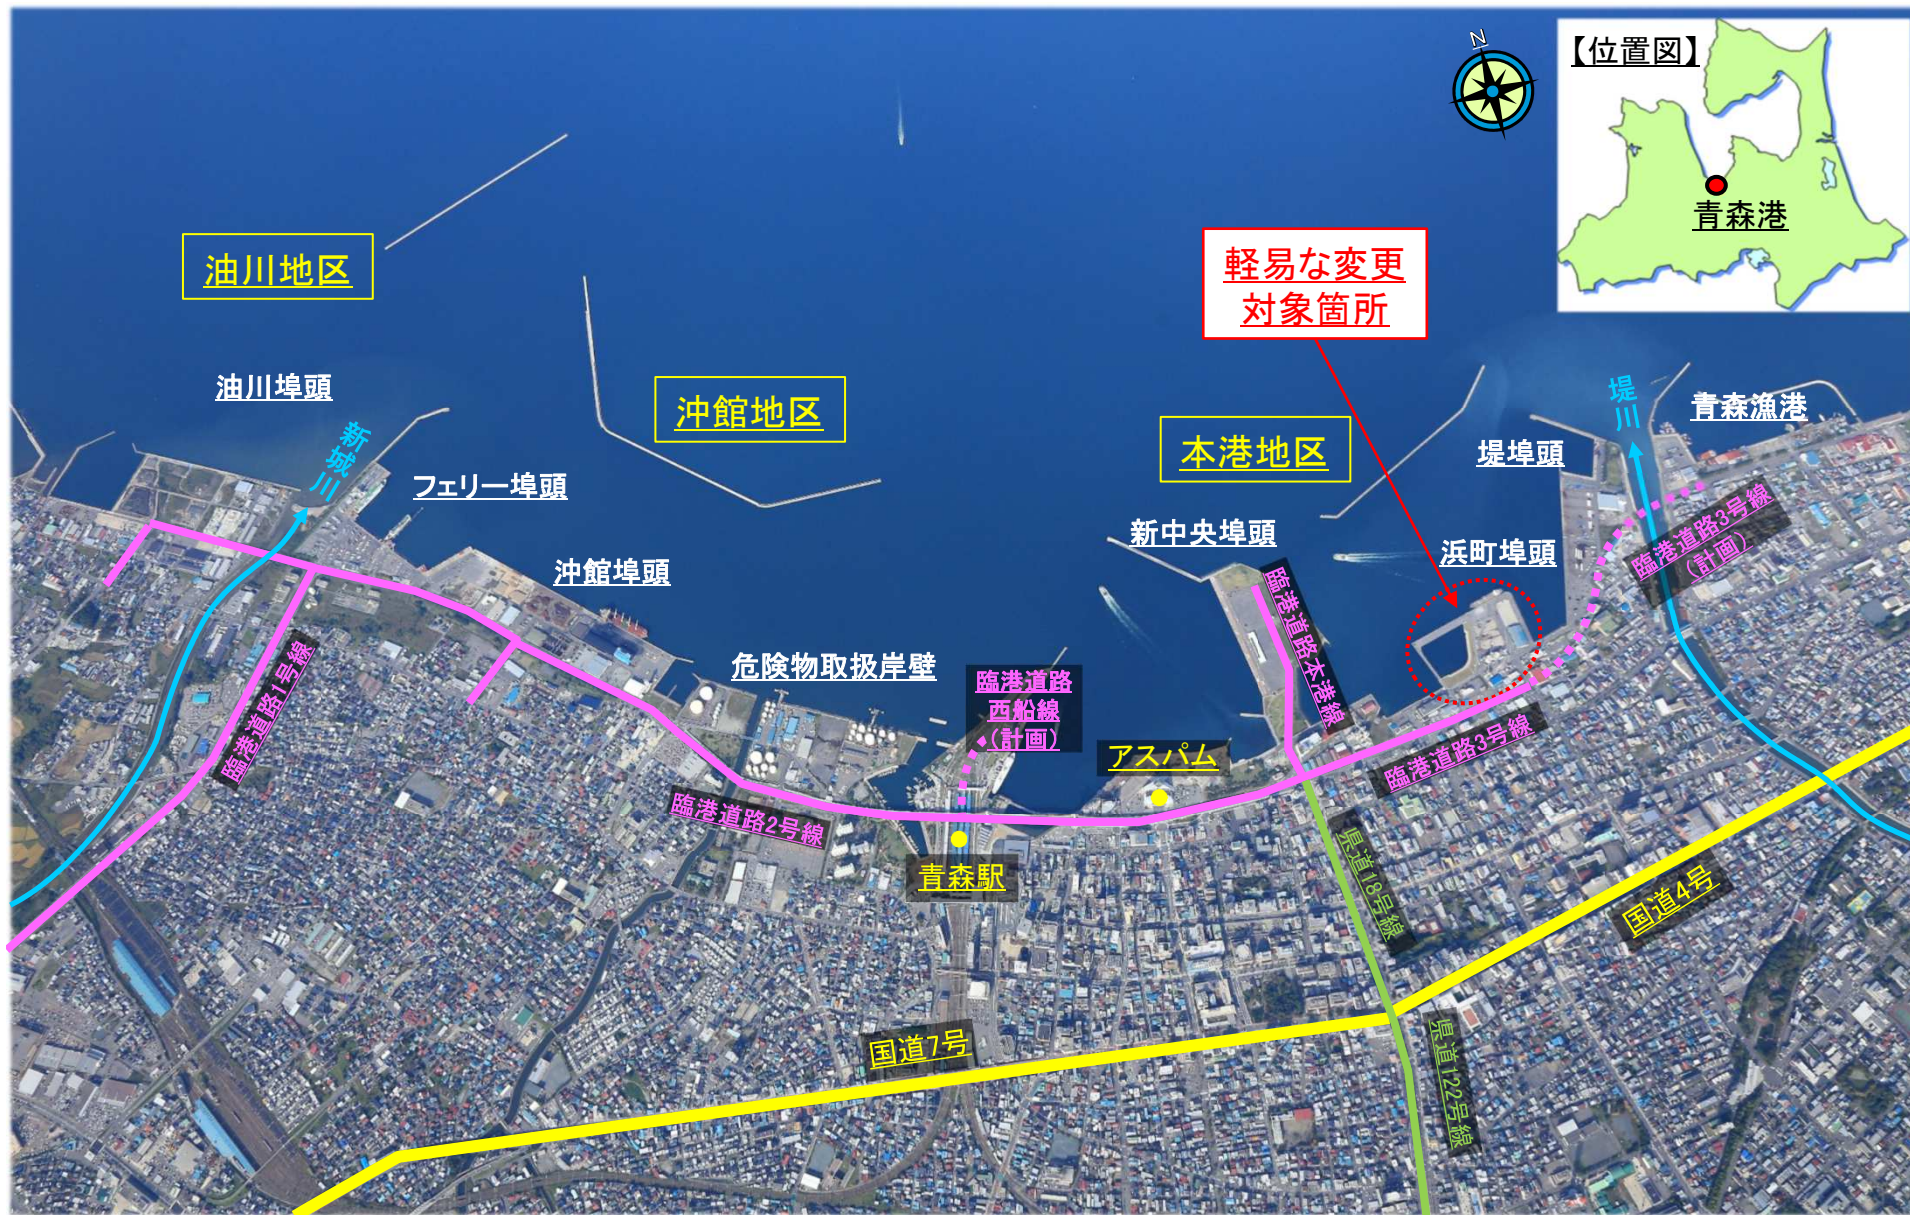 N
【位置図】
青森港
油川地区
軽易な変更
対象箇所
油川埠頭
沖館地区
堤川
青森漁港
新城川
本港地区
堤埠頭
フェリー埠頭
新中央埠頭
浜町埠頭
臨港道路3号線
(計画)
沖館埠頭
臨港道路本港線
危険物取扱岸壁
臨港道路
西船線
(計画)
臨港道路1号線
アスパム
臨港道路3号線
臨港道路2号線
青森駅
県道18号線
国道4号
国道7号
県道122号線